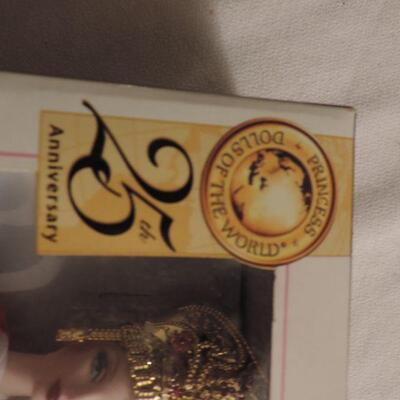 PRINCESS
DOLLS OF THE WORLD®
25th
Anniversary